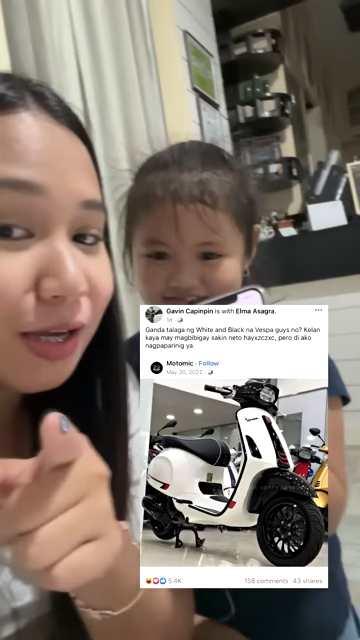 Gavin Capinpin is with Elma Asagra.
1d
Ganda talaga ng White and Black na Vespa guys no? Kelan
kaya may magbibigay sakin neto hayxzczxc, pero di ako
nagpaparinig ya.
Motomic · Follow
May 20, 2022
Vespa
5.4K
158 comments 43 shares